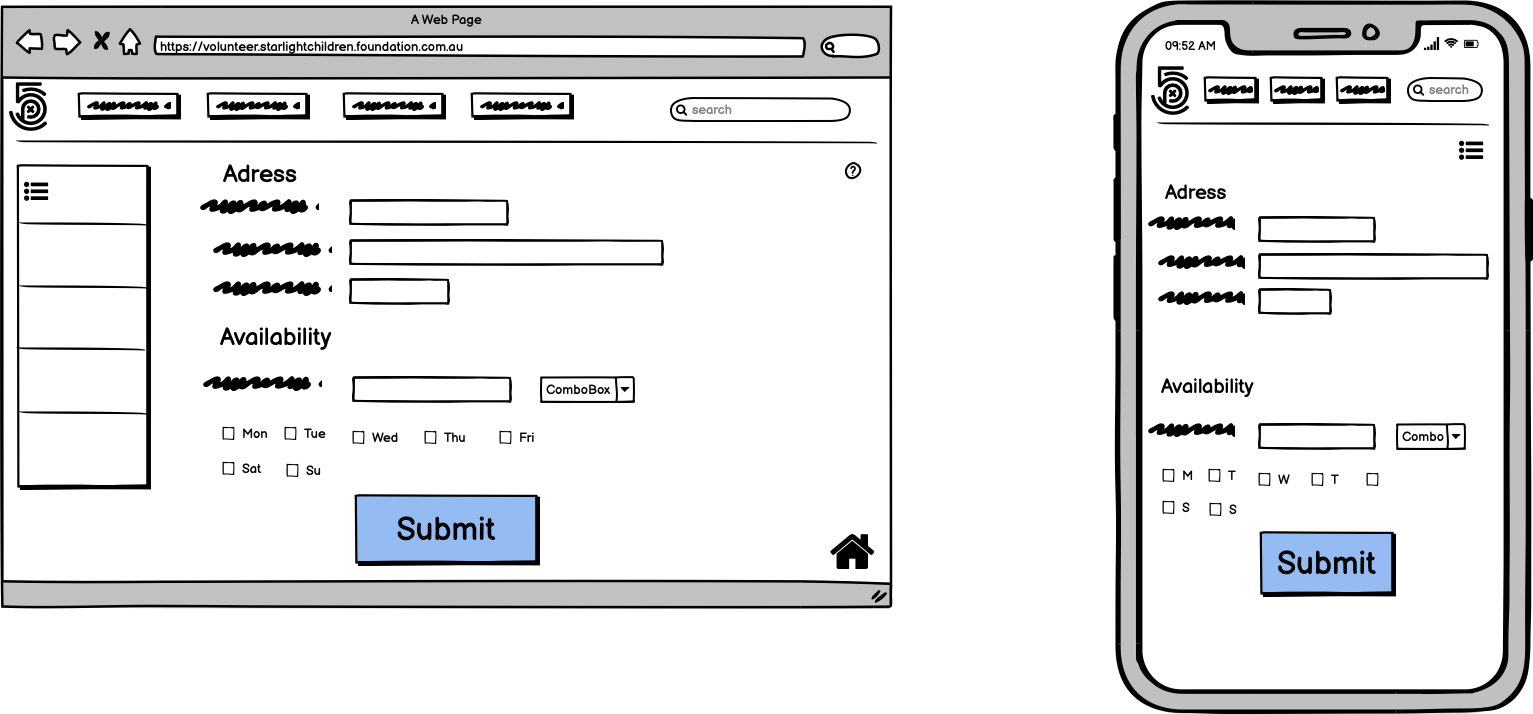 A Web Page
https://volunteer.starlightchildren.foundation.com.au
search
Adress
Availability
ComboBox
Mon Tue Wed Thu Fri
Sat Su
Submit
09:52 AM
search
Adress
Availability
Combo
M T W T
S S
Submit